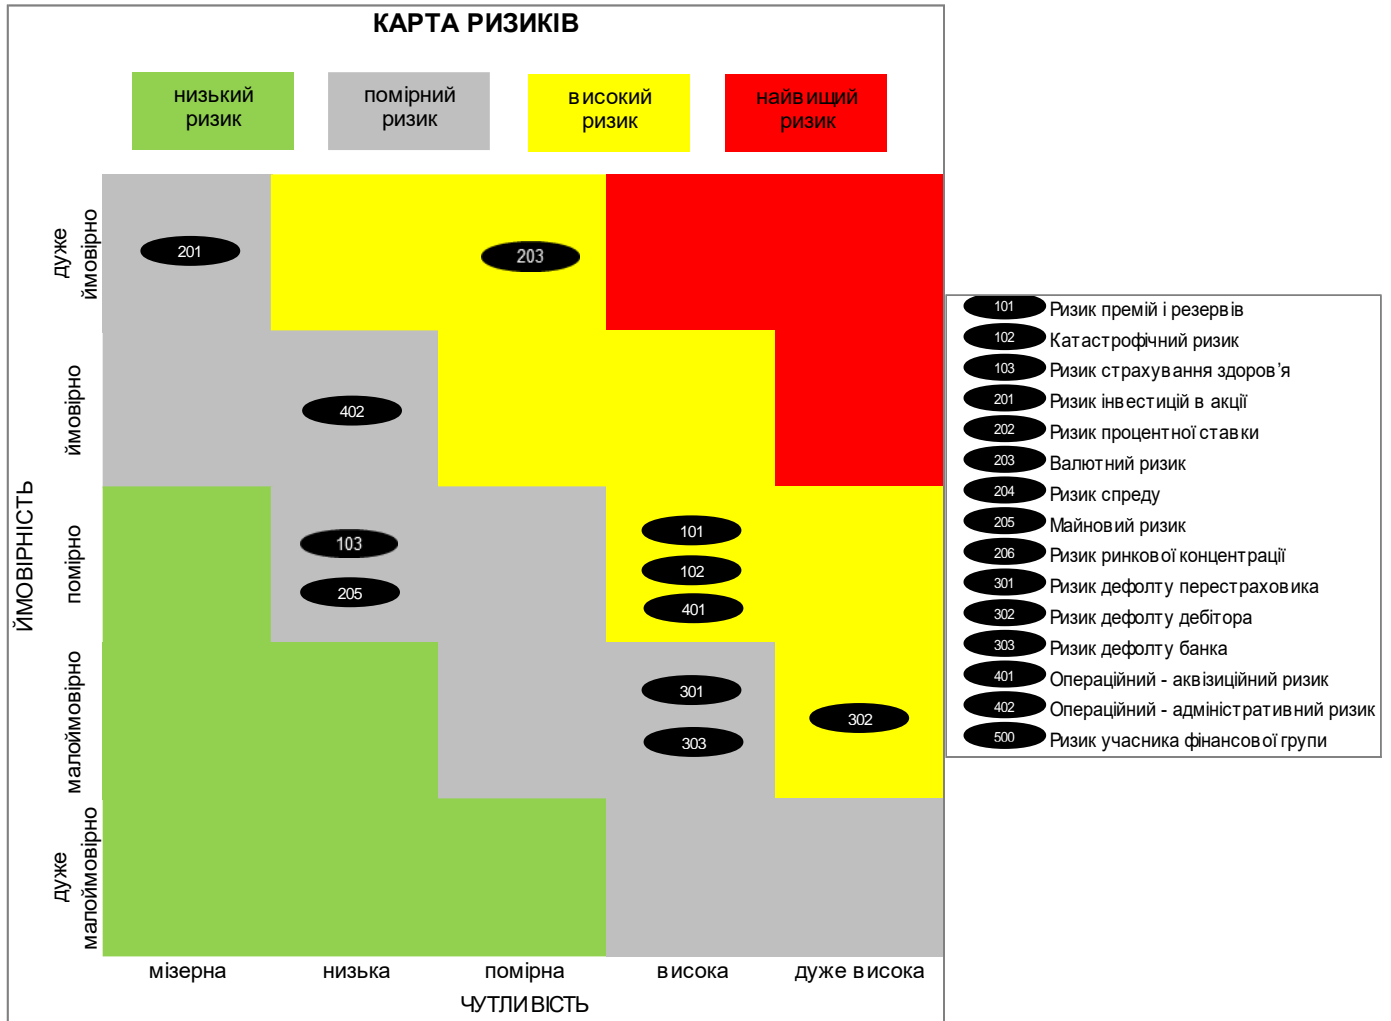 КАРТА РИЗИКІВ
низький
ризик
помірний
ризик
високий
ризик
найвищий
ризик
дуже
ймовірно
201
203
ймовірно
402
ЙМОВІРНІСТЬ
помірно
103
205
101
102
401
малоймовірно
301
303
302
дуже
малоймовірно
мізерна
низька
помірна
висока
дуже висока
ЧУТЛИВІСТЬ
101 Ризик премій і резервів
102 Катастрофічний ризик
103 Ризик страхування здоров’я
201 Ризик інвестицій в акції
202 Ризик процентної ставки
203 Валютний ризик
204 Ризик спреду
205 Майновий ризик
206 Ризик ринкової концентрації
301 Ризик дефолту перестраховика
302 Ризик дефолту дебітора
303 Ризик дефолту банка
401 Операційний - аквізиційний ризик
402 Операційний - адміністративний ризик
500 Ризик учасника фінансової групи